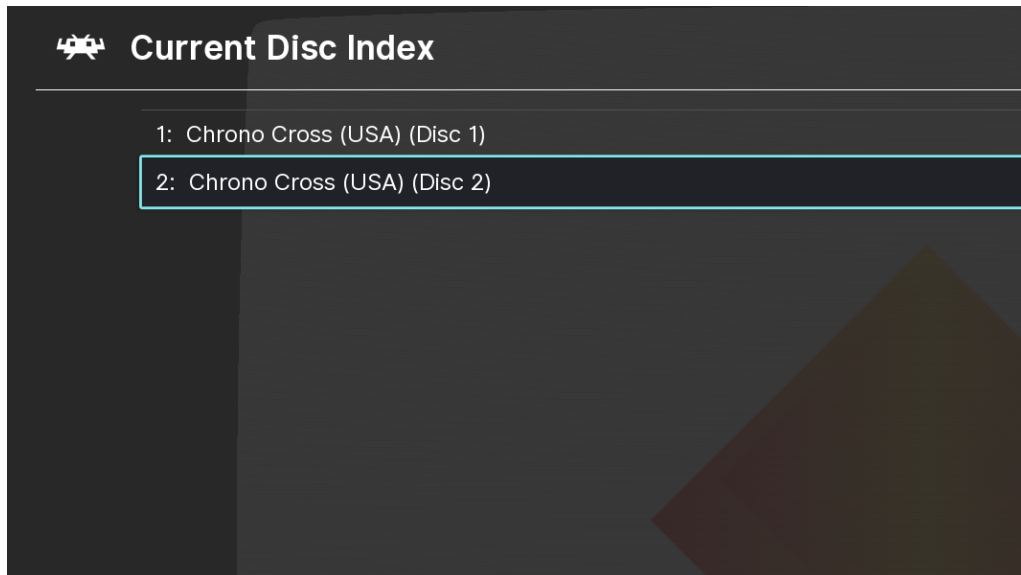 Current Disc Index
1: Chrono Cross (USA) (Disc 1)
2: Chrono Cross (USA) (Disc 2)